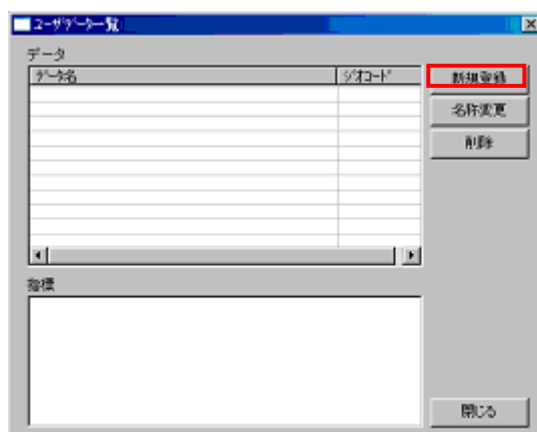 ユーザデータ一覧
データ
データ名 ジオコード
新規登録
名称変更
削除
指標
閉じる